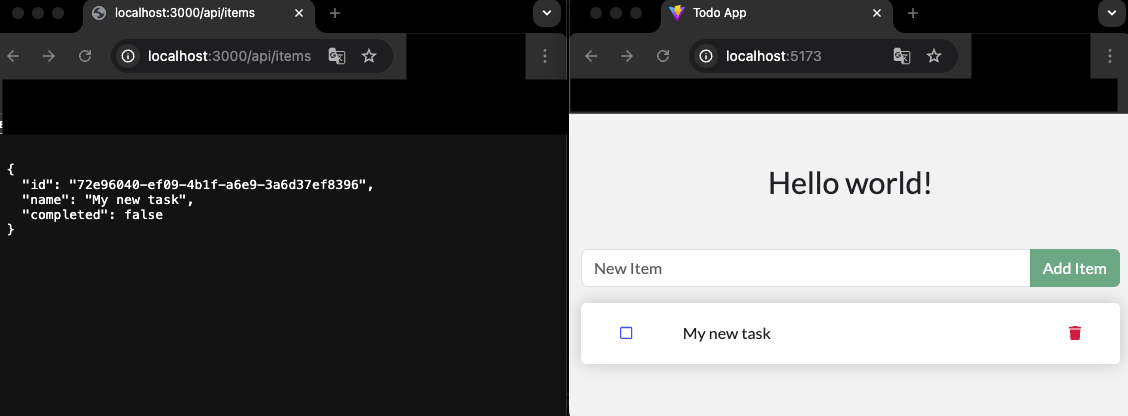 localhost:3000/api/items
localhost:3000/api/items
{
"id": "72e96040-ef09-4b1f-a6e9-3a6d37ef8396",
"name": "My new task",
"completed": false
}
Todo App
localhost:5173
Hello world!
New Item
Add Item
My new task